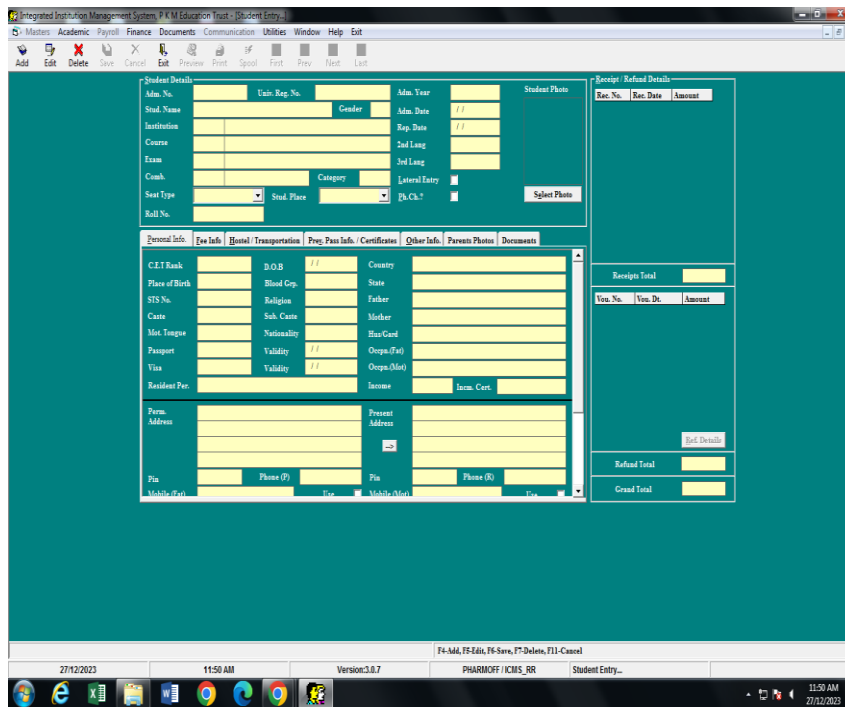 Integrated Institution Management System, P K M Education Trust - [Student Entry...]
Masters Academic Payroll Finance Documents Communication Utilities Window Help Exit
Add Edit Delete Save Cancel Exit Preview Print Spool First Prev Next Last
Student Details
Adm. No. Univ. Reg. No. Adm. Year Student Photo
Stud. Name Gender Adm. Date / /
Institution Rep. Date / /
Course 2nd Lang
Exam 3rd Lang
Comb. Category Lateral Entry
Seat Type Stud. Place Ph.Ch.? Select Photo
Roll No.
Receipt / Refund Details
Rec. No. Rec. Date Amount
Receipts Total
Vou. No. Vou. Dt. Amount
Ref. Details
Refund Total
Grand Total
Personal Info. Fee Info Hostel / Transportation Prev. Pass Info. / Certificates Other Info. Parents Photos Documents
C.E.T Rank D.O.B / / Country
Place of Birth Blood Grp. State
STS No. Religion Father
Caste Sub. Caste Mother
Mot. Tongue Nationality Hus/Gard
Passport Validity / / Occpn.(Fat)
Visa Validity / / Occpn.(Mot)
Resident Per. Income Incm. Cert.
Perm. Present
Address Address
-->
Pin Phone (P) Pin Phone (R)
Mobile (Fat) Use Mobile (Mot) Use
F4-Add, F5-Edit, F6-Save, F7-Delete, F11-Cancel
27/12/2023 11:50 AM Version:3.0.7 PHARMOFF / ICMS_RR Student Entry...
11:50 AM
27/12/2023